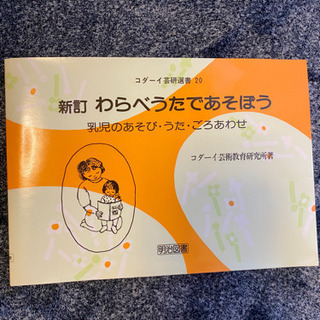 コダーイ芸研選書 20
新訂 わらべうたであそぼう
乳児のあそび・うた・ごろあわせ
コダーイ芸術教育研究所著
明治図書